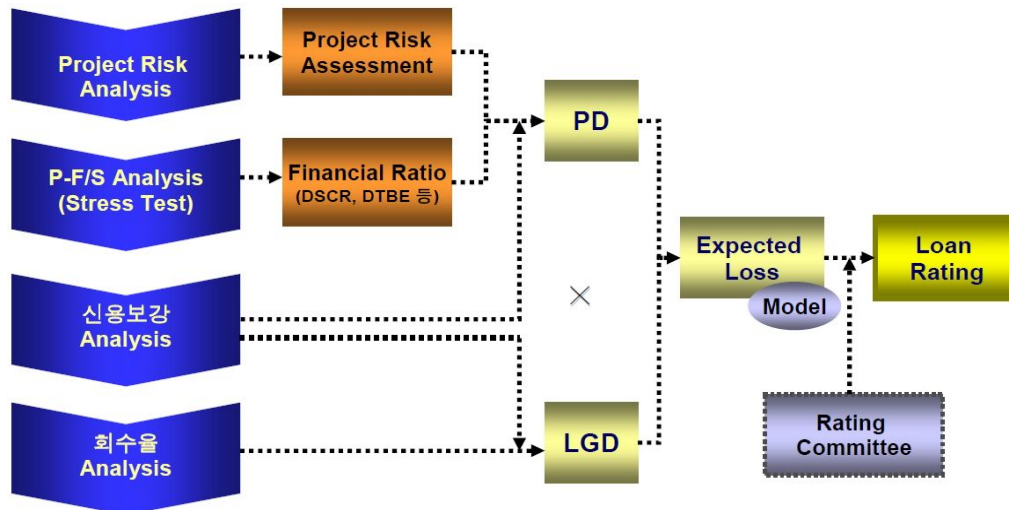 Project Risk
Analysis
Project Risk
Assessment
P-F/S Analysis
(Stress Test)
Financial Ratio
(DSCR, DTBE 등)
신용보강
Analysis
회수율
Analysis
PD
×
LGD
Expected
Loss
Model
Loan
Rating
Rating
Committee